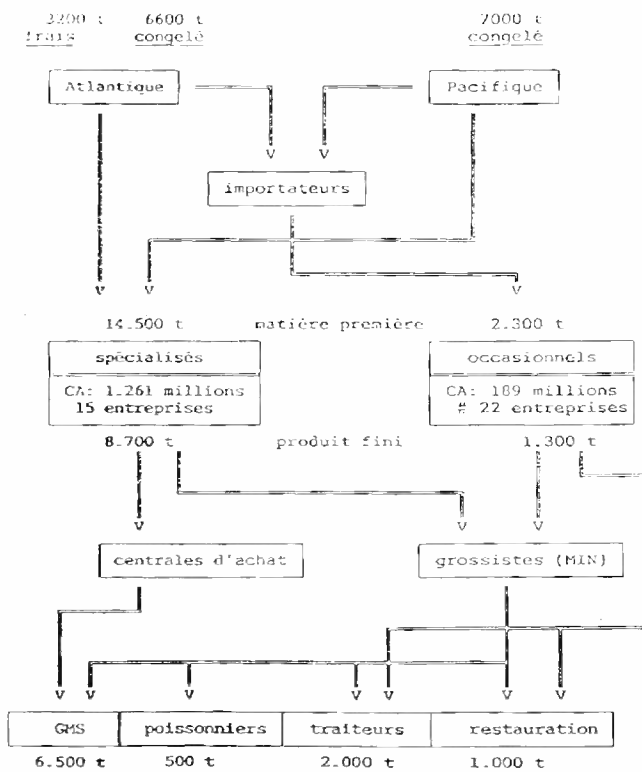 3200 t 6600 t 7000 t
frais congelé congelé
Atlantique Pacifique
importateurs
14.500 t matière première 2.300 t
spécialisés occasionnels
CA: 1.261 millions CA: 189 millions
15 entreprises # 22 entreprises
8.700 t produit fini 1.300 t
centrales d'achat grossistes (MIN)
GMS poissonniers traiteurs restauration
6.500 t 500 t 2.000 t 1.000 t